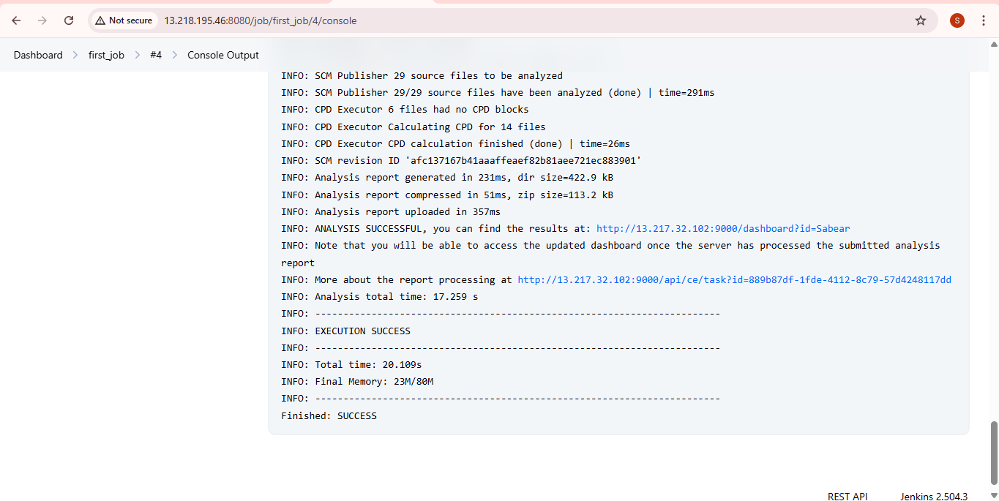 Not secure 13.218.195.46:8080/job/first_job/4/console S
Dashboard first_job #4 Console Output
INFO: SCM Publisher 29 source files to be analyzed
INFO: SCM Publisher 29/29 source files have been analyzed (done) | time=291ms
INFO: CPD Executor 6 files had no CPD blocks
INFO: CPD Executor Calculating CPD for 14 files
INFO: CPD Executor CPD calculation finished (done) | time=26ms
INFO: SCM revision ID 'afc137167b41aaaffeaef82b81aee721ec883901'
INFO: Analysis report generated in 231ms, dir size=422.9 kB
INFO: Analysis report compressed in 51ms, zip size=113.2 kB
INFO: Analysis report uploaded in 357ms
INFO: ANALYSIS SUCCESSFUL, you can find the results at: http://13.217.32.102:9000/dashboard?id=Sabear
INFO: Note that you will be able to access the updated dashboard once the server has processed the submitted analysis
report
INFO: More about the report processing at http://13.217.32.102:9000/api/ce/task?id=889b87df-1fde-4112-8c79-57d4248117dd
INFO: Analysis total time: 17.259 s
INFO: ------------------------------------------------------------------------
INFO: EXECUTION SUCCESS
INFO: ------------------------------------------------------------------------
INFO: Total time: 20.109s
INFO: Final Memory: 23M/80M
INFO: ------------------------------------------------------------------------
Finished: SUCCESS
REST API Jenkins 2.504.3